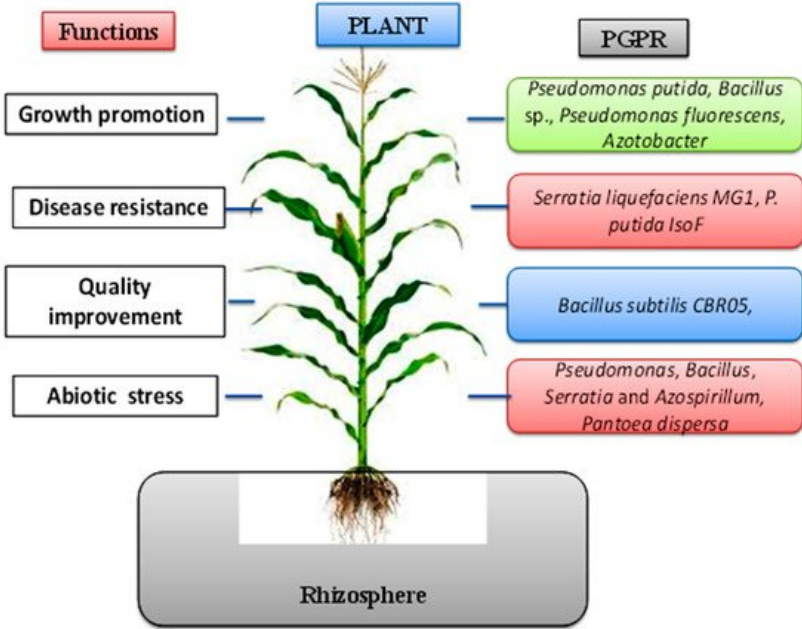 Functions
PLANT
PGPR
Growth promotion
Pseudomonas putida, Bacillus
sp., Pseudomonas fluorescens,
Azotobacter
Disease resistance
Serratia liquefaciens MG1, P.
putida IsoF
Quality
improvement
Bacillus subtilis CBR05,
Abiotic stress
Pseudomonas, Bacillus,
Serratia and Azospirillum,
Pantoea dispersa
Rhizosphere